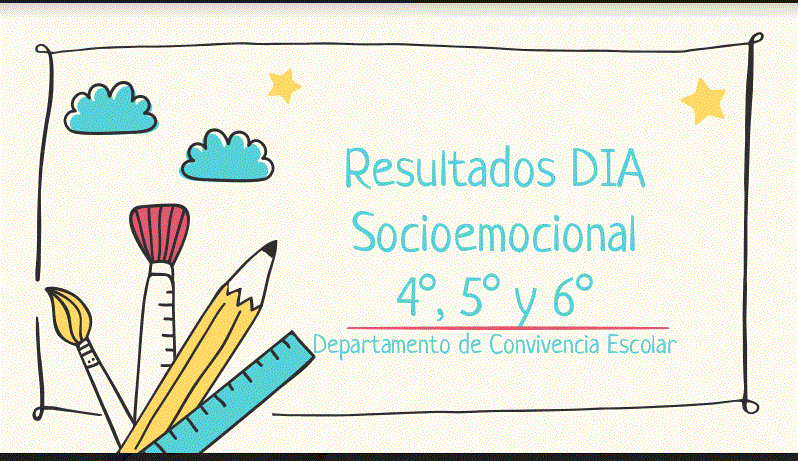 Resultados DIA
Socioemocional
4°, 5° y 6°
Departamento de Convivencia Escolar